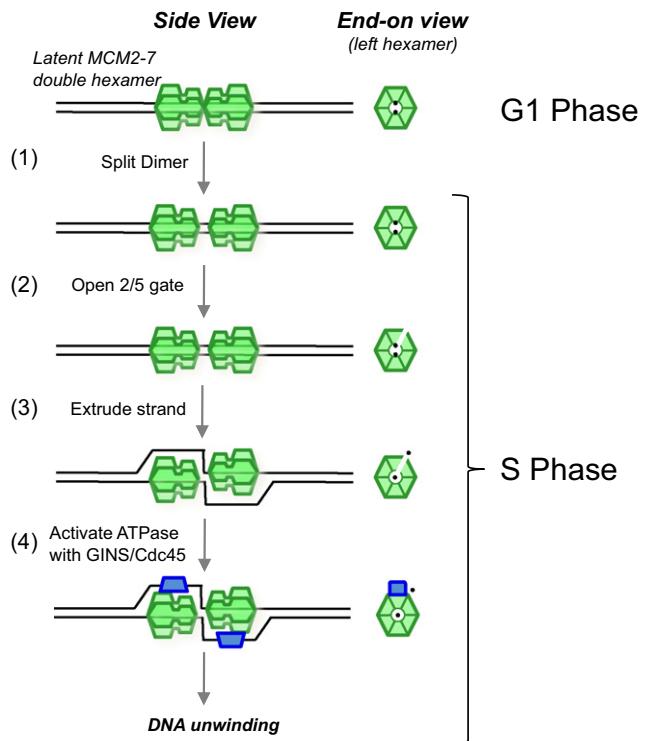 Side View
End-on view
(left hexamer)
Latent MCM2-7
double hexamer
G1 Phase
(1)
Split Dimer
(2)
Open 2/5 gate
(3)
Extrude strand
S Phase
(4)
Activate ATPase
with GINS/Cdc45
DNA unwinding